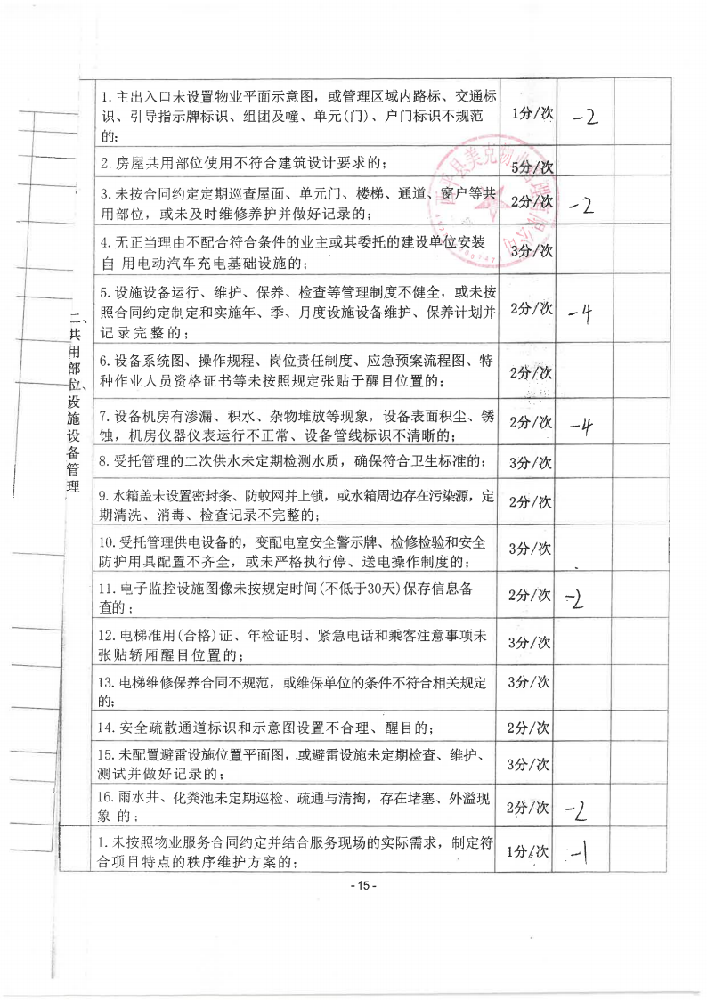 1.主出入口未设置物业平面示意图，或管理区域内路标、交通标
识、引导指示牌标识、组团及幢、单元(门)、户门标识不规范
的;
1分/次
-2
2.房屋共用部位使用不符合建筑设计要求的;
5分/次
3.未按合同约定定期巡查屋面、单元门、楼梯、通道、窗户等共
用部位，或未及时维修养护并做好记录的;
2分/次
-2
4.无正当理由不配合符合条件的业主或其委托的建设单位安装
自 用电动汽车充电基础设施的;
3分/次
二、共用部位、设施设备管理
5.设施设备运行、维护、保养、检查等管理制度不健全，或未按
照合同约定制定和实施年、季、月度设施设备维护、保养计划并
记录完整的;
2分/次
-4
6.设备系统图、操作规程、岗位责任制度、应急预案流程图、特
种作业人员资格证书等未按照规定张贴于醒目位置的;
2分/次
7.设备机房有渗漏、积水、杂物堆放等现象，设备表面积尘、锈
蚀，机房仪器仪表运行不正常、设备管线标识不清晰的;
2分/次
-4
8.受托管理的二次供水未定期检测水质，确保符合卫生标准的;
3分/次
9.水箱盖未设置密封条、防蚊网并上锁，或水箱周边存在污染源，定
期清洗、消毒、检查记录不完整的;
2分/次
10.受托管理供电设备的，变配电室安全警示牌、检修检验和安全
防护用具配置不齐全，或未严格执行停、送电操作制度的;
3分/次
11.电子监控设施图像未按规定时间(不低于30天)保存信息备
查的;
2分/次
-2
12.电梯准用(合格)证、年检证明、紧急电话和乘客注意事项未
张贴轿厢醒目位置的;
3分/次
13.电梯维修保养合同不规范，或维保单位的条件不符合相关规定
的;
3分/次
14.安全疏散通道标识和示意图设置不合理、醒目的;
2分/次
15.未配置避雷设施位置平面图，或避雷设施未定期检查、维护、
测试并做好记录的;
3分/次
16.雨水井、化粪池未定期巡检、疏通与清掏，存在堵塞、外溢现
象 的;
2分/次
-2
1.未按照物业服务合同约定并结合服务现场的实际需求，制定符
合项目特点的秩序维护方案的;
1分/次
-1
- 15 -